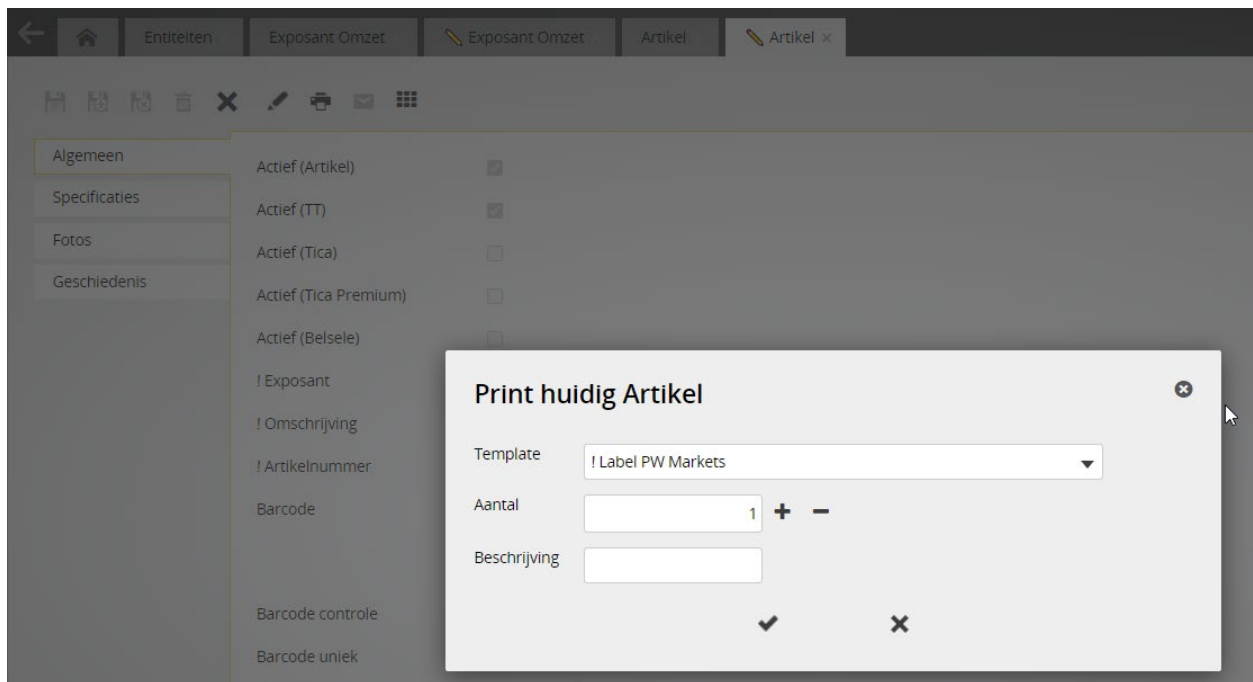 Entiteiten
Exposant Omzet
Exposant Omzet
Artikel
Artikel
Algemeen
Specificaties
Fotos
Geschiedenis
Actief (Artikel)
Actief (TT)
Actief (Tica)
Actief (Tica Premium)
Actief (Belsele)
! Exposant
! Omschrijving
! Artikelnummer
Barcode
Barcode controle
Barcode uniek
Print huidig Artikel
Template
! Label PW Markets
Aantal
1
Beschrijving